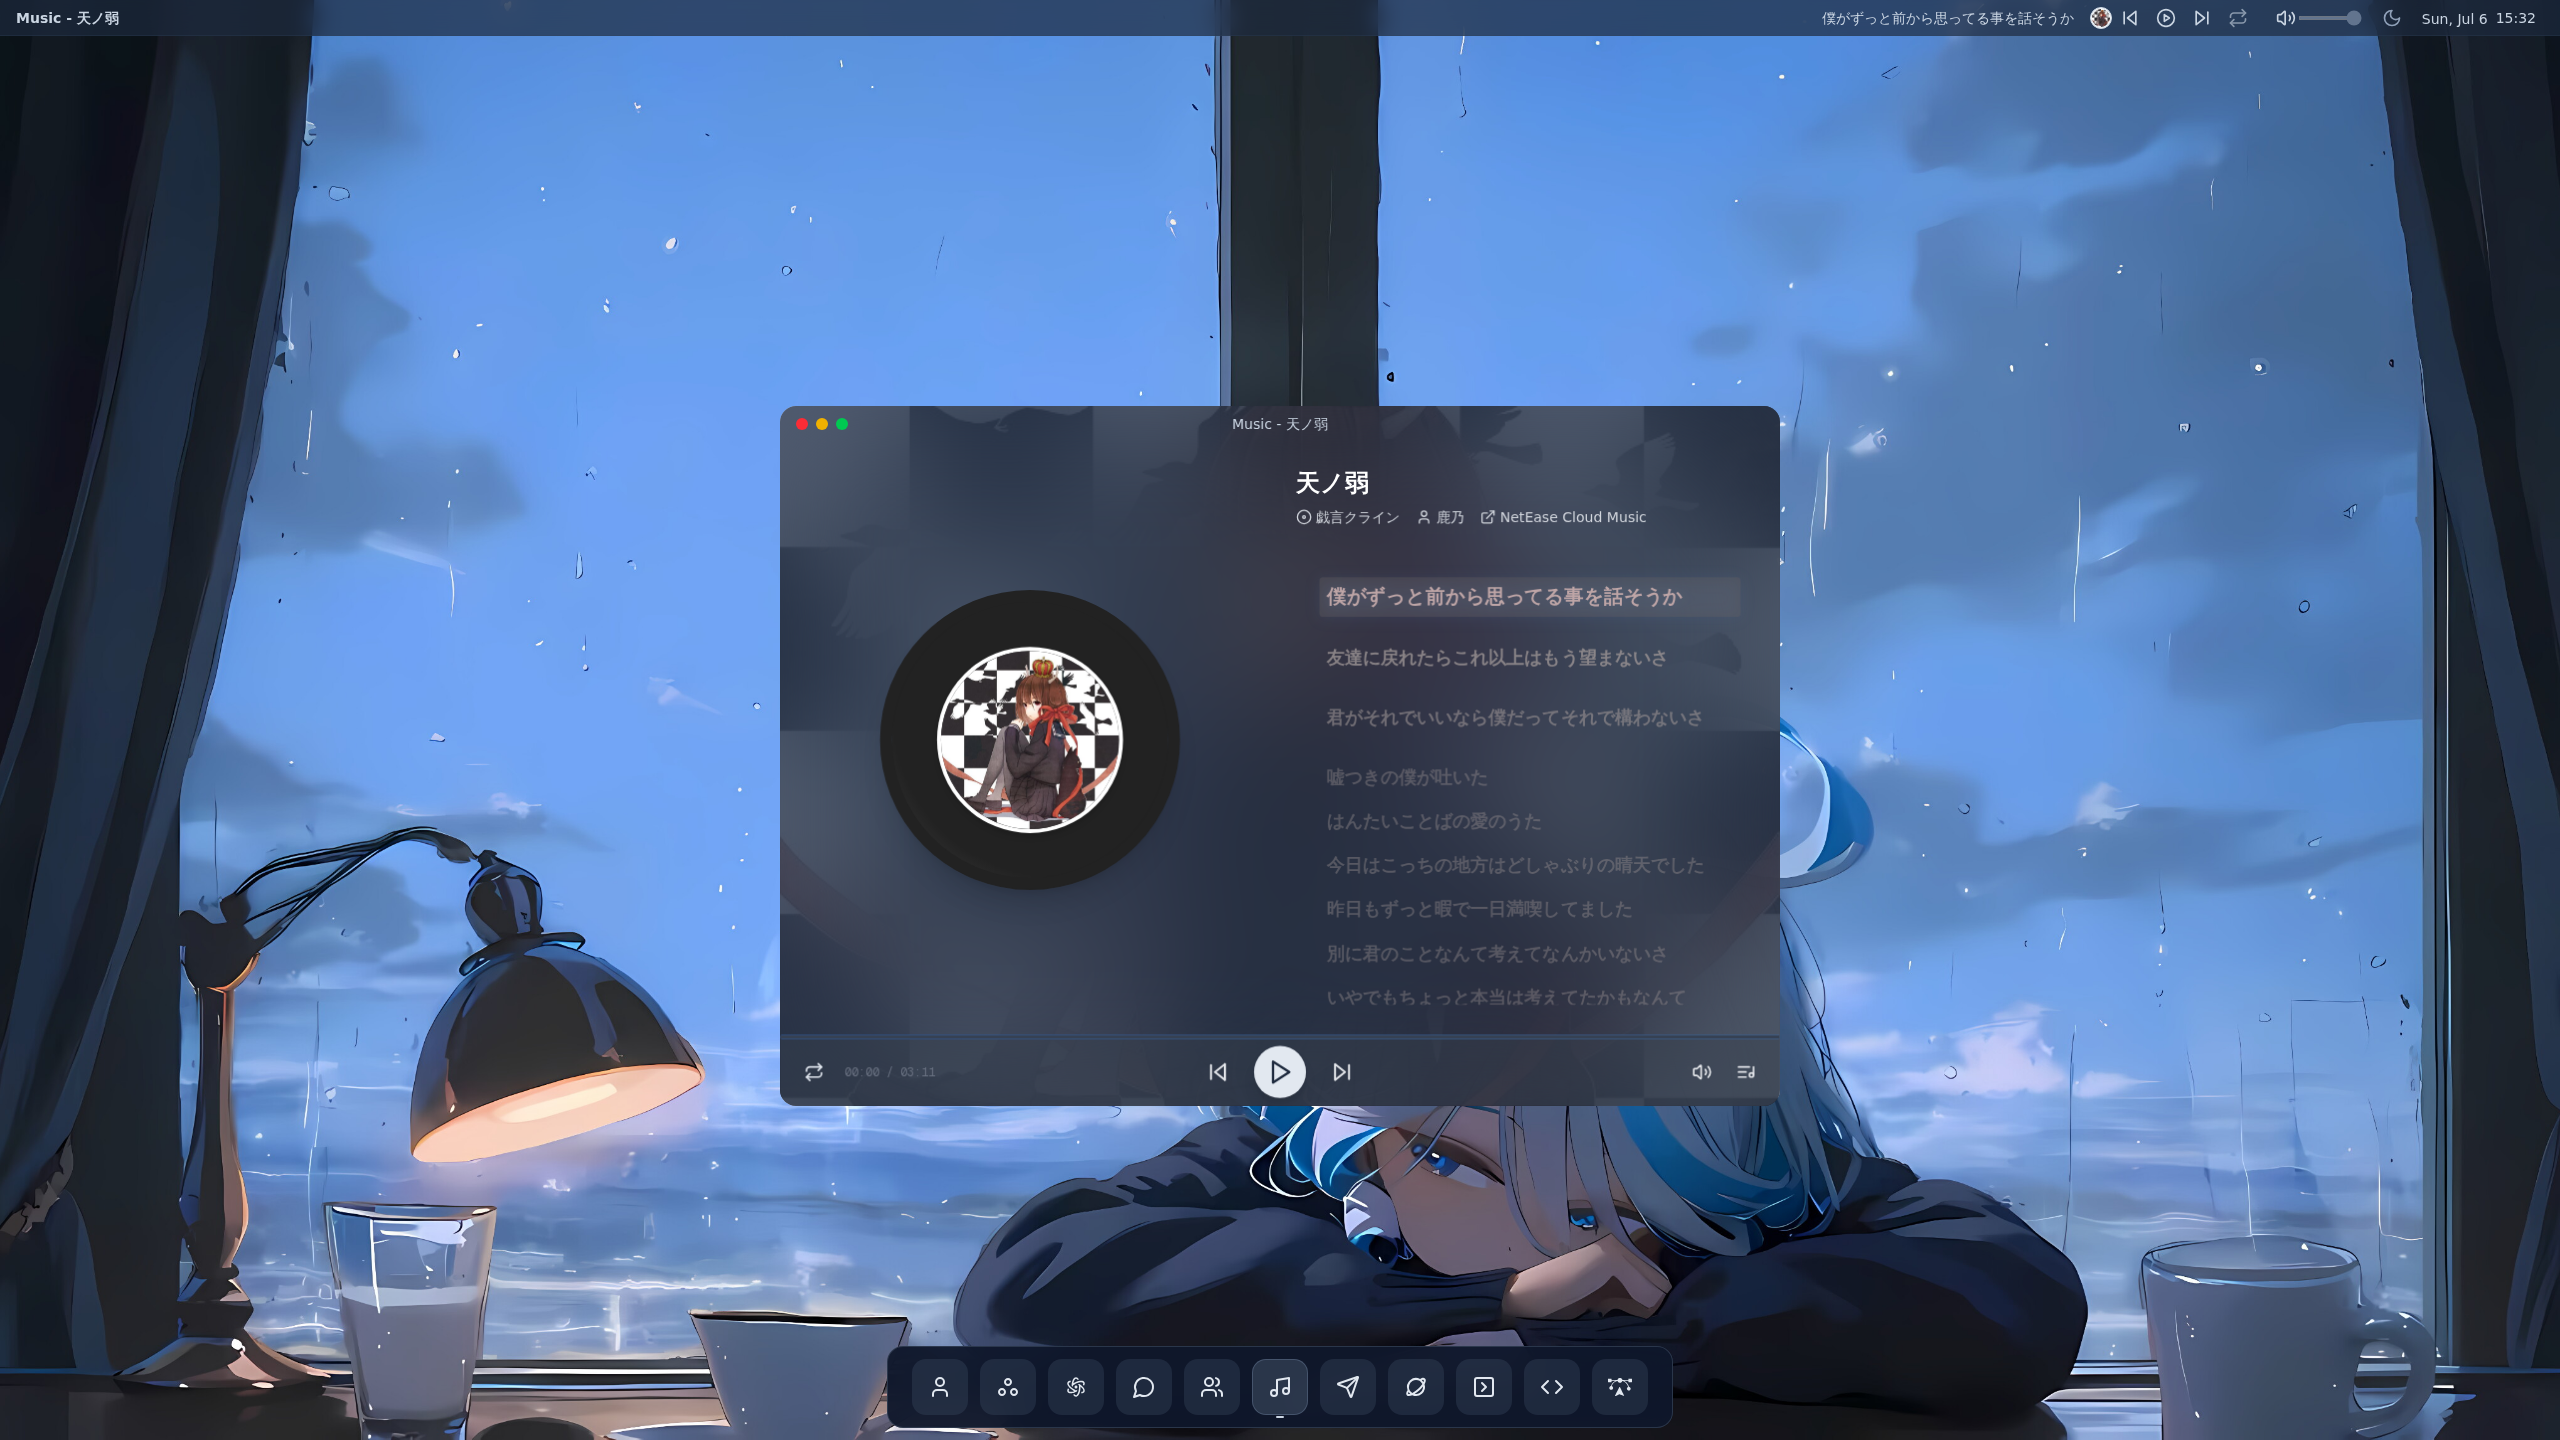 Music - 天ノ弱
僕がずっと前から思ってる事を話そうか
Sun, Jul 6 15:32
Music - 天ノ弱
天ノ弱
戯言クライン 鹿乃 NetEase Cloud Music
僕がずっと前から思ってる事を話そうか
友達に戻れたらこれ以上はもう望まないさ
君がそれでいいなら僕だってそれで構わないさ
嘘つきの僕が吐いた
はんたいことばの愛のうた
今日はこっちの地方はどしゃぶりの晴天でした
昨日もずっと暇で一日満喫してました
別に君のことなんて考えてなんかいないさ
いやでもちょっと本当は考えてたかもなんて
00:00 / 03:11